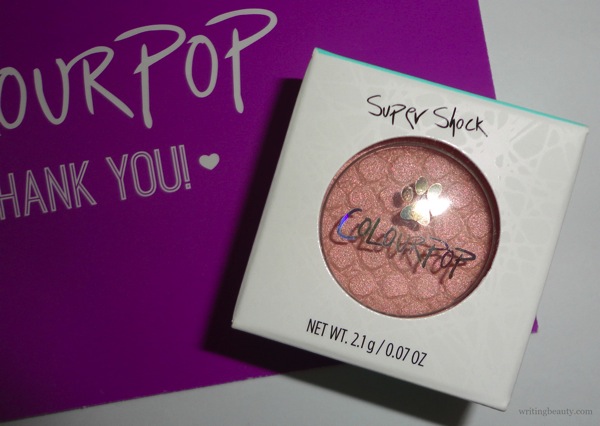 OURPOP
HANK YOU!
Super Shock
COLOURPOP
NET WT. 2.1 g / 0.07 OZ
writingbeauty.com